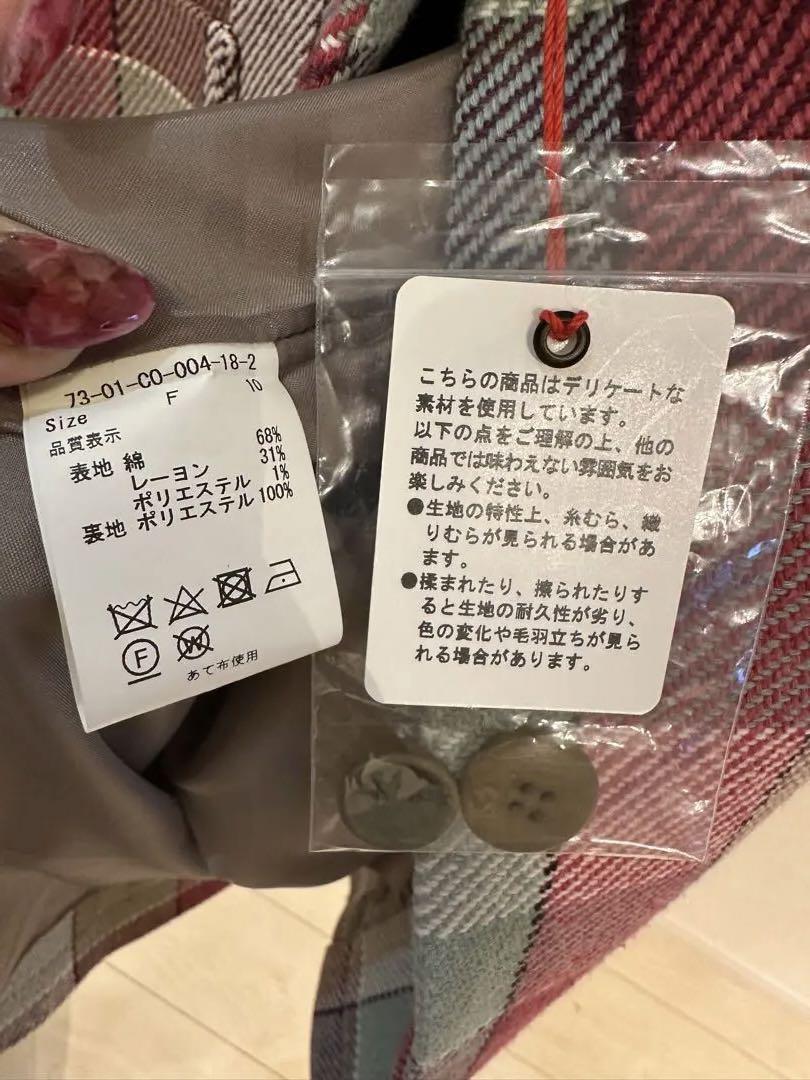 73-01-CO-004-18-2
Size F 10
品質表示
表地 綿 68%
レーヨン 31%
ポリエステル 1%
裏地 ポリエステル 100%
F
W
あて布使用
こちらの商品はデリケートな
素材を使用しています。
以下の点をご理解の上、他の
商品では味わえない雰囲気をお
楽しみください。
●生地の特性上、糸むら、織
りむらが見られる場合があ
ます。
●揉まれたり、擦られたりす
ると生地の耐久性が劣り、
色の変化や毛羽立ちが見ら
れる場合があります。